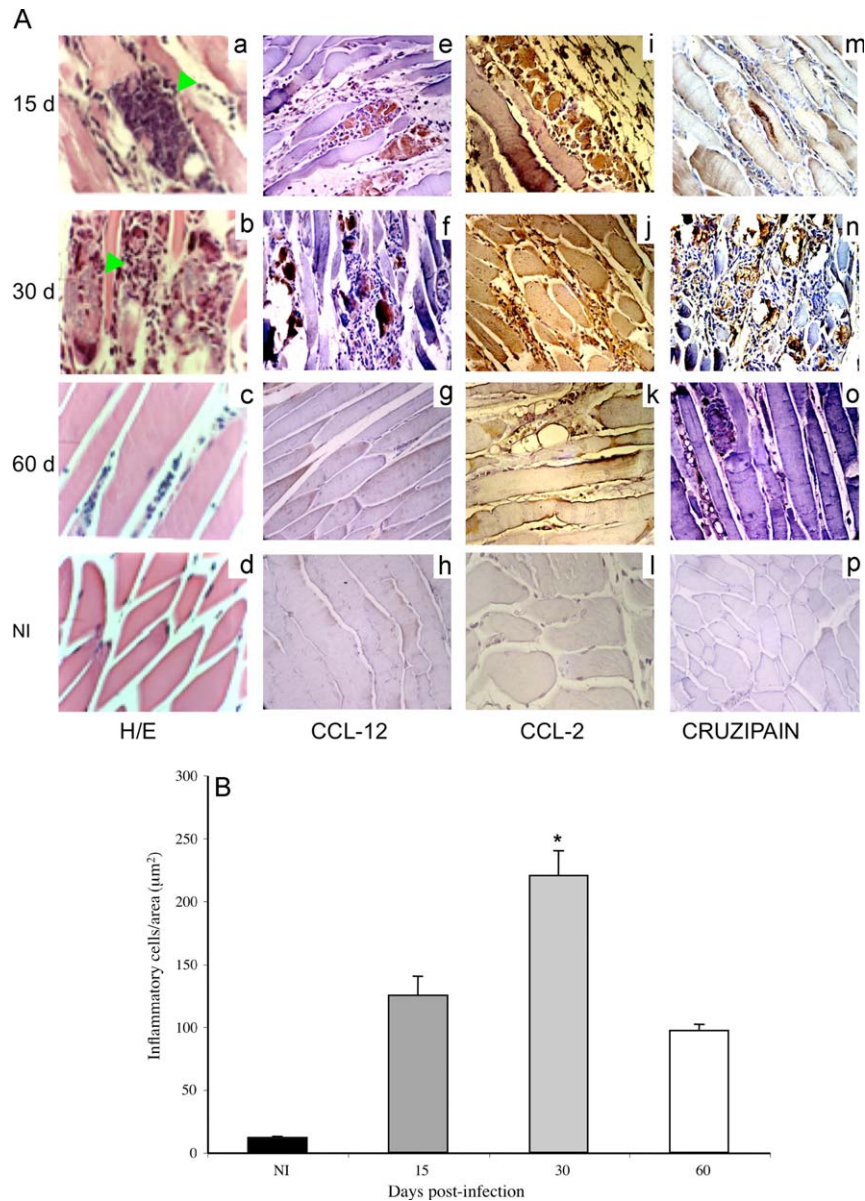 A
a e i m
15 d
b f j n
30 d
c g k o
60 d
d h l p
NI
H/E CCL-12 CCL-2 CRUZIPAIN
B
300
250
200
150
100
50
0
*
Inflammatory cells/area (µm²)
NI 15 30 60
Days post-infection